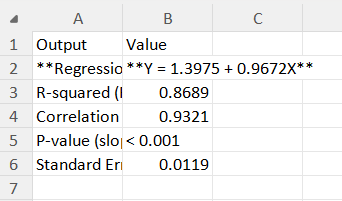 A B C
1 Output Value
2 **Regressio **Y = 1.3975 + 0.9672X**
3 R-squared ( 0.8689
4 Correlation 0.9321
5 P-value (slo < 0.001
6 Standard Er 0.0119
7